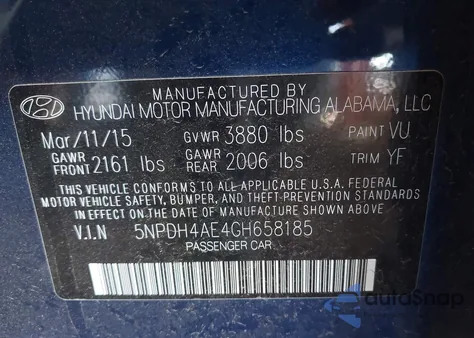 MANUFACTURED BY
HYUNDAI MOTOR MANUFACTURING ALABAMA, LLC
Mar/11/15 GVWR 3880 lbs PAINT VU
GAWR FRONT 2161 lbs GAWR REAR 2006 lbs TRIM YF
THIS VEHICLE CONFORMS TO ALL APPLICABLE U.S.A. FEDERAL
MOTOR VEHICLE SAFETY, BUMPER, AND THEFT PREVENTION STANDARDS
IN EFFECT ON THE DATE OF MANUFACTURE SHOWN ABOVE.
V.I.N 5NPDH4AE4GH658185
PASSENGER CAR
autoSnap